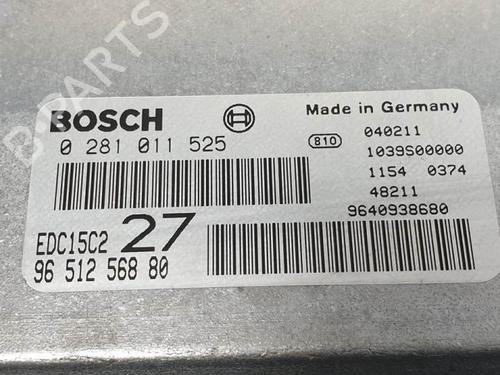 B-PARTS
BOSCH
Made in Germany
0 281 011 525
810
040211
1039S00000
1154 0374
48211
9640938680
EDC15C2 27
96 512 568 80